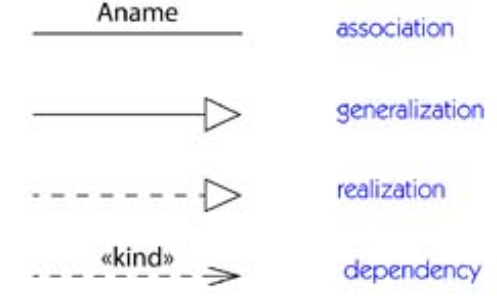 Aname association
generalization
realization
«kind» dependency